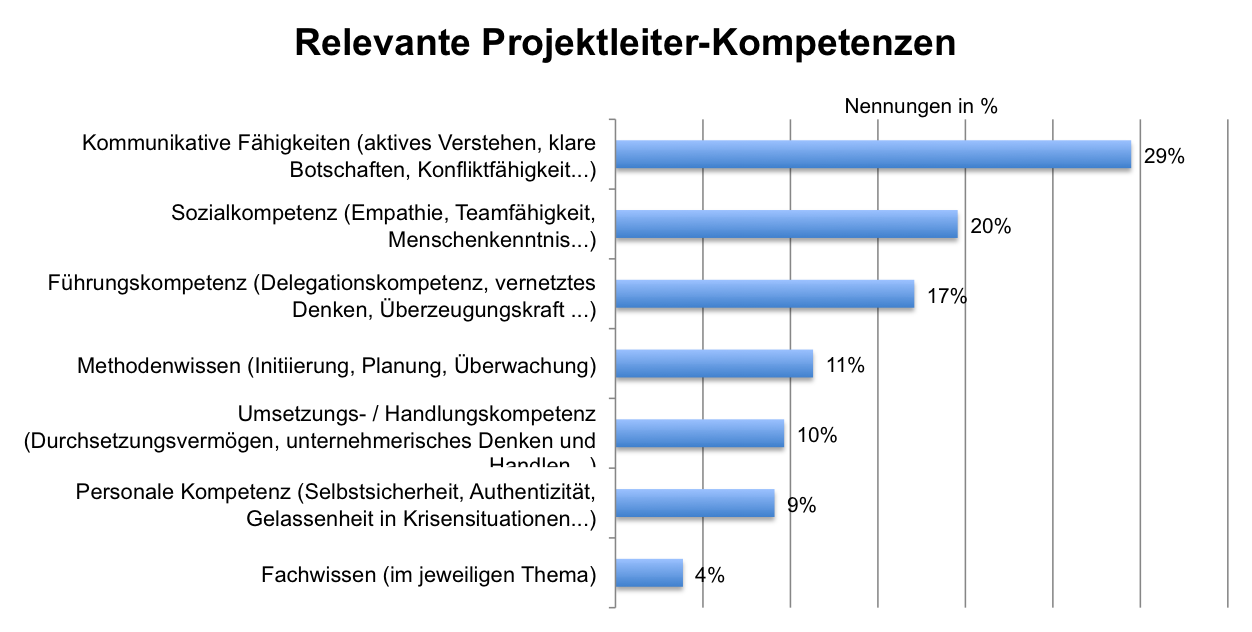 Relevante Projektleiter-Kompetenzen
Nennungen in %
Kommunikative Fähigkeiten (aktives Verstehen, klare
Botschaften, Konfliktfähigkeit...)
29%
Sozialkompetenz (Empathie, Teamfähigkeit,
Menschenkenntnis...)
20%
Führungskompetenz (Delegationskompetenz, vernetztes
Denken, Überzeugungskraft ...)
17%
Methodenwissen (Initiierung, Planung, Überwachung)
11%
Umsetzungs- / Handlungskompetenz
(Durchsetzungsvermögen, unternehmerisches Denken und
Handlen...)
10%
Personale Kompetenz (Selbstsicherheit, Authentizität,
Gelassenheit in Krisensituationen...)
9%
Fachwissen (im jeweiligen Thema)
4%